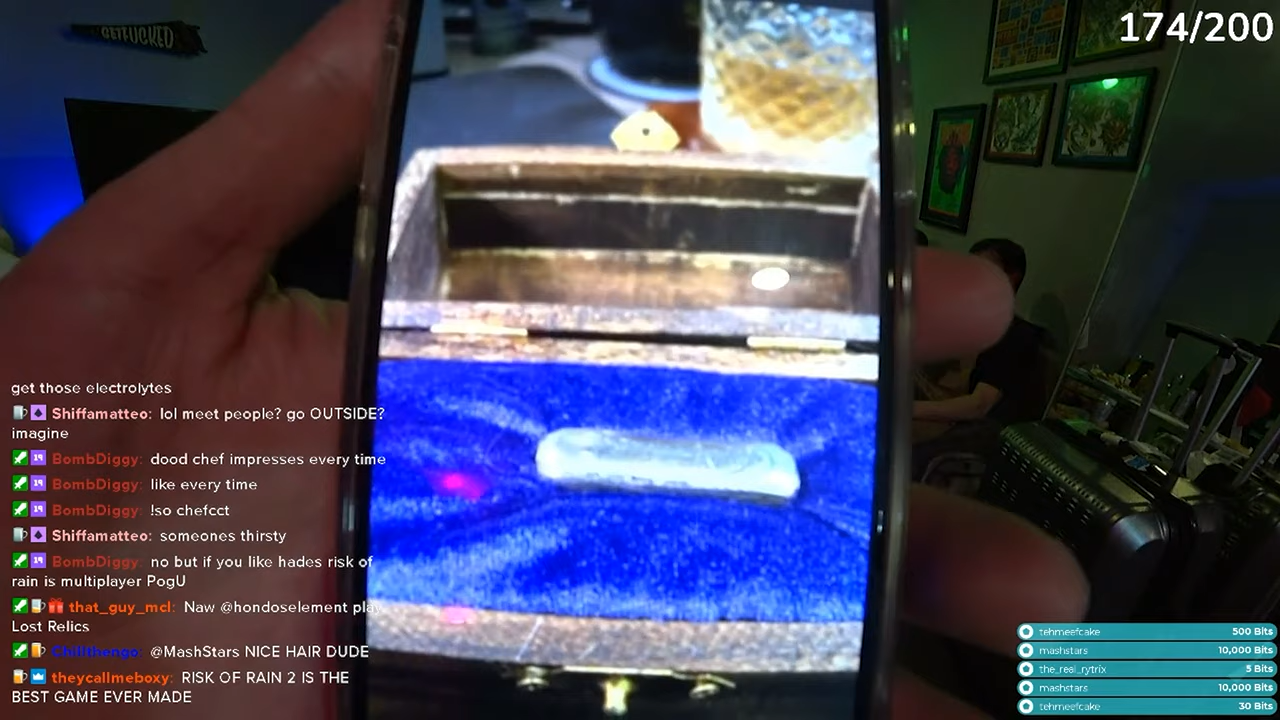 GETFUCKED
174/200
get those electrolytes
Shiffamatteo: lol meet people? go OUTSIDE?
imagine
BombDiggy: dood chef impresses every time
BombDiggy: like every time
BombDiggy: !so chefcct
Shiffamatteo: someones thirsty
BombDiggy: no but if you like hades risk of
rain is multiplayer PogU
that_guy_mcl: Naw @hondoselement play
Lost Relics
Chillthengo: @MashStars NICE HAIR DUDE
theycallmeboxy: RISK OF RAIN 2 IS THE
BEST GAME EVER MADE
tehmeefcake 500 Bits
mashstars 10,000 Bits
the_real_rytrix 3 Bits
mashstars 10,000 Bits
tehmeefcake 30 Bits